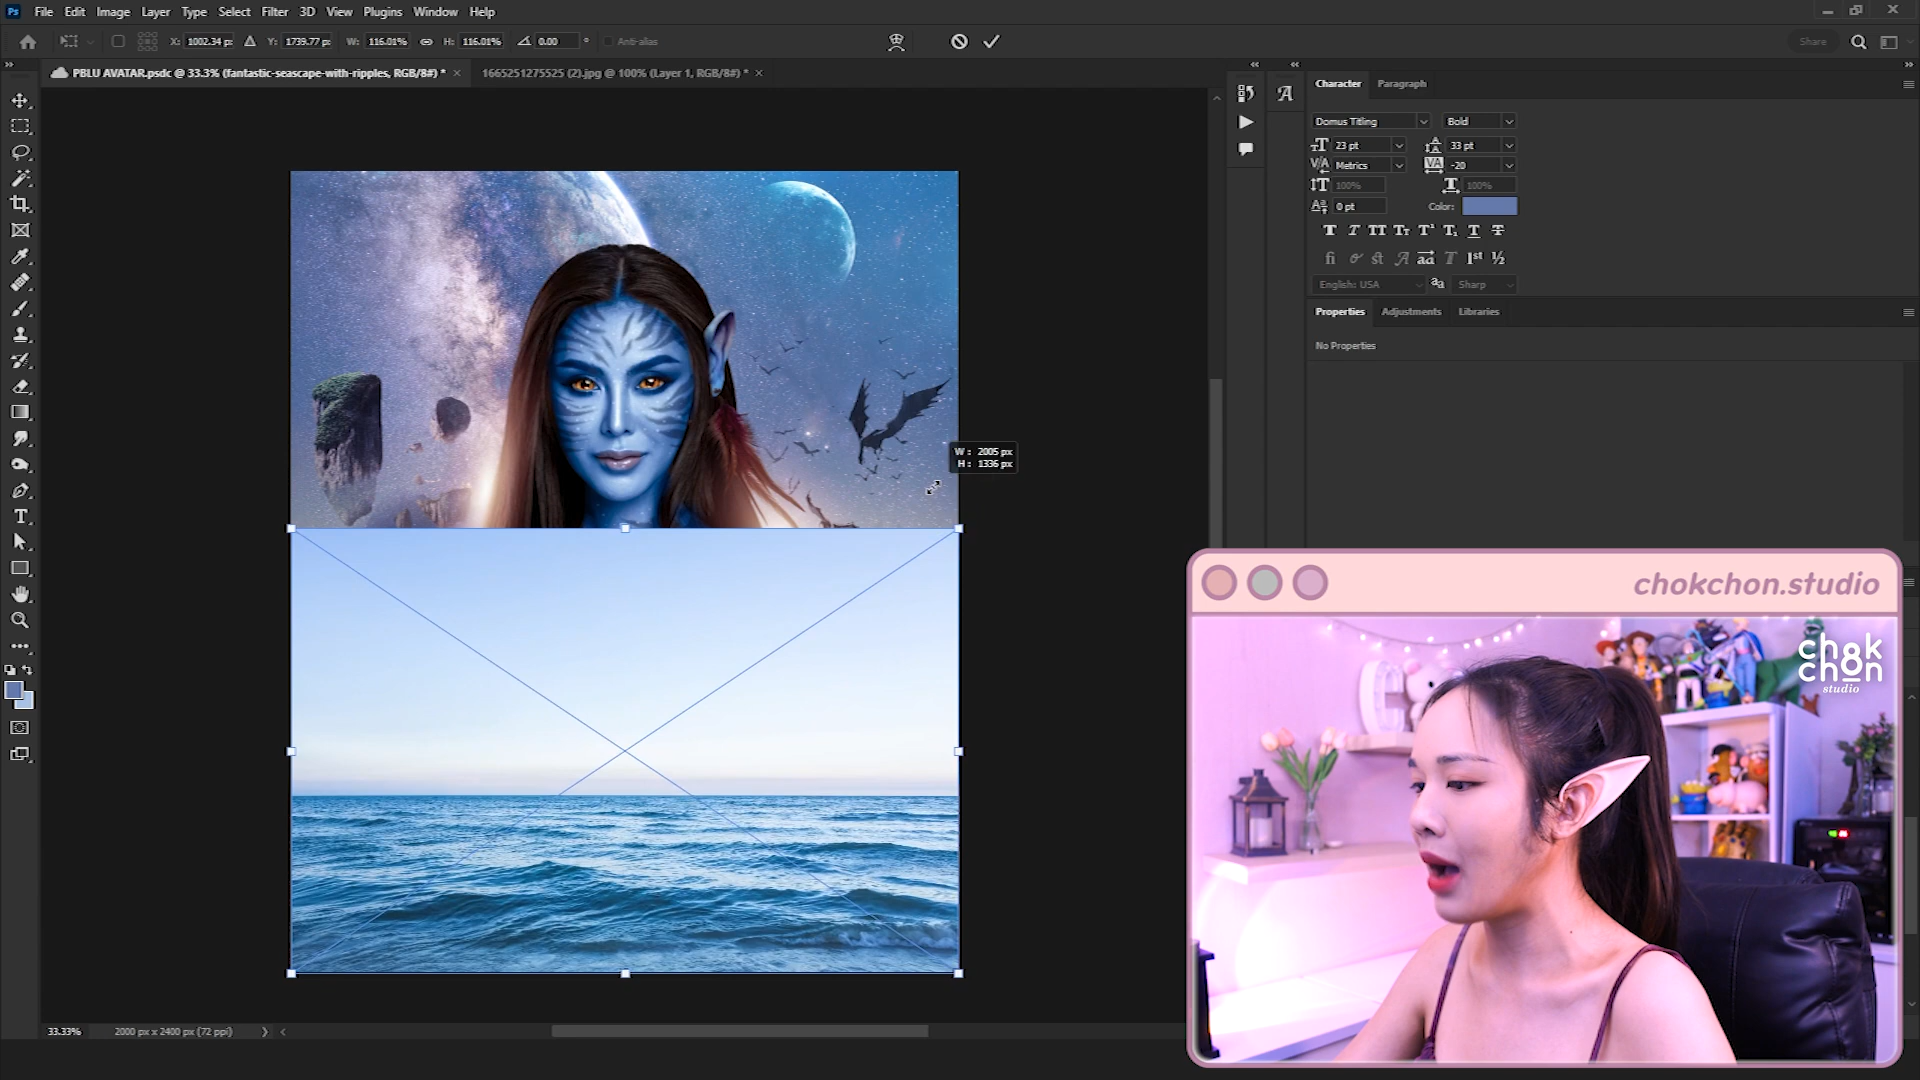 Ps File Edit Image Layer Type Select Filter 3D View Plugins Window Help
X: 1002.34 p: Y: 1739.77 p: W: 116.01% H: 116.01% 0.00 ° Anti-alias Share
PBLU AVATAR.psdc @ 33.3% (fantastic-seascape-with-ripples, RGB/8#) * × 1665251275525 (2).jpg @ 100% (Layer 1, RGB/8#) * ×
Character Paragraph
Domus Titling Bold
23 pt 33 pt
Metrics -20
100% 100%
0 pt Color:
English: USA Sharp
Properties Adjustments Libraries
No Properties
W : 2005 px
H : 1336 px
chokchon.studio
chok
chon
studio
33.33% 2000 px x 2400 px (72 ppi)